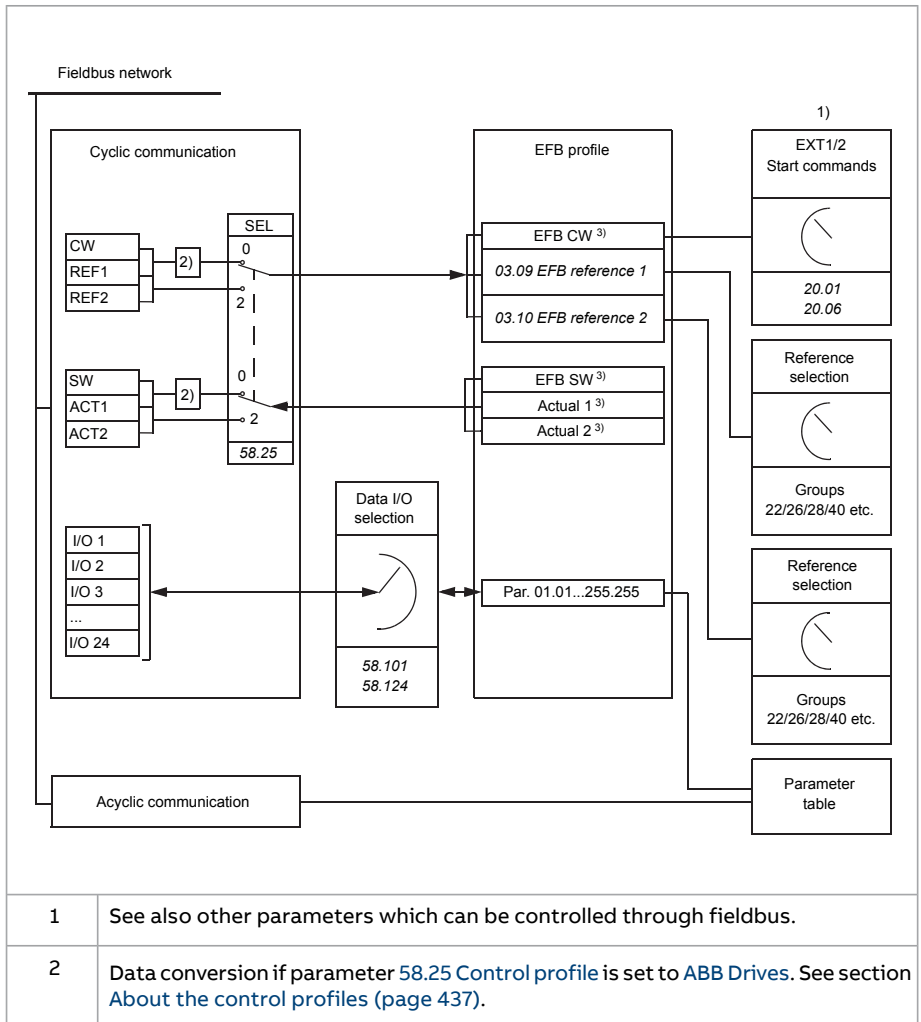 Fieldbus network
1)
Cyclic communication
EFB profile
EXT1/2
Start commands
SEL
0
CW
REF1
REF2
2)
2
EFB CW 3)
03.09 EFB reference 1
03.10 EFB reference 2
20.01
20.06
SW
ACT1
ACT2
2)
0
2
58.25
EFB SW 3)
Actual 1 3)
Actual 2 3)
Reference
selection
Groups
22/26/28/40 etc.
I/O 1
I/O 2
I/O 3
...
I/O 24
Data I/O
selection
58.101
58.124
Par. 01.01...255.255
Reference
selection
Groups
22/26/28/40 etc.
Acyclic communication
Parameter
table
1 See also other parameters which can be controlled through fieldbus.
2 Data conversion if parameter 58.25 Control profile is set to ABB Drives. See section
About the control profiles (page 437).